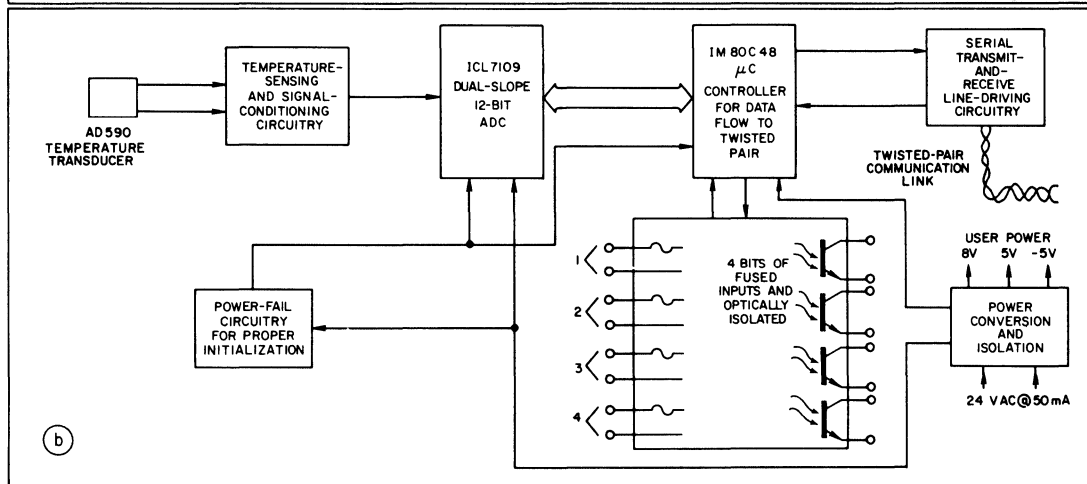 AD590
TEMPERATURE
TRANSDUCER
TEMPERATURE-
SENSING
AND SIGNAL-
CONDITIONING
CIRCUITRY
ICL7109
DUAL-SLOPE
12-BIT
ADC
IM80C48
μC
CONTROLLER
FOR DATA
FLOW TO
TWISTED
PAIR
SERIAL
TRANSMIT-
AND-
RECEIVE
LINE-DRIVING
CIRCUITRY
TWISTED-PAIR
COMMUNICATION
LINK
POWER-FAIL
CIRCUITRY
FOR PROPER
INITIALIZATION
1
2
3
4
4 BITS OF
FUSED
INPUTS AND
OPTICALLY
ISOLATED
USER POWER
8V 5V -5V
POWER
CONVERSION
AND
ISOLATION
24 VAC@50mA
b